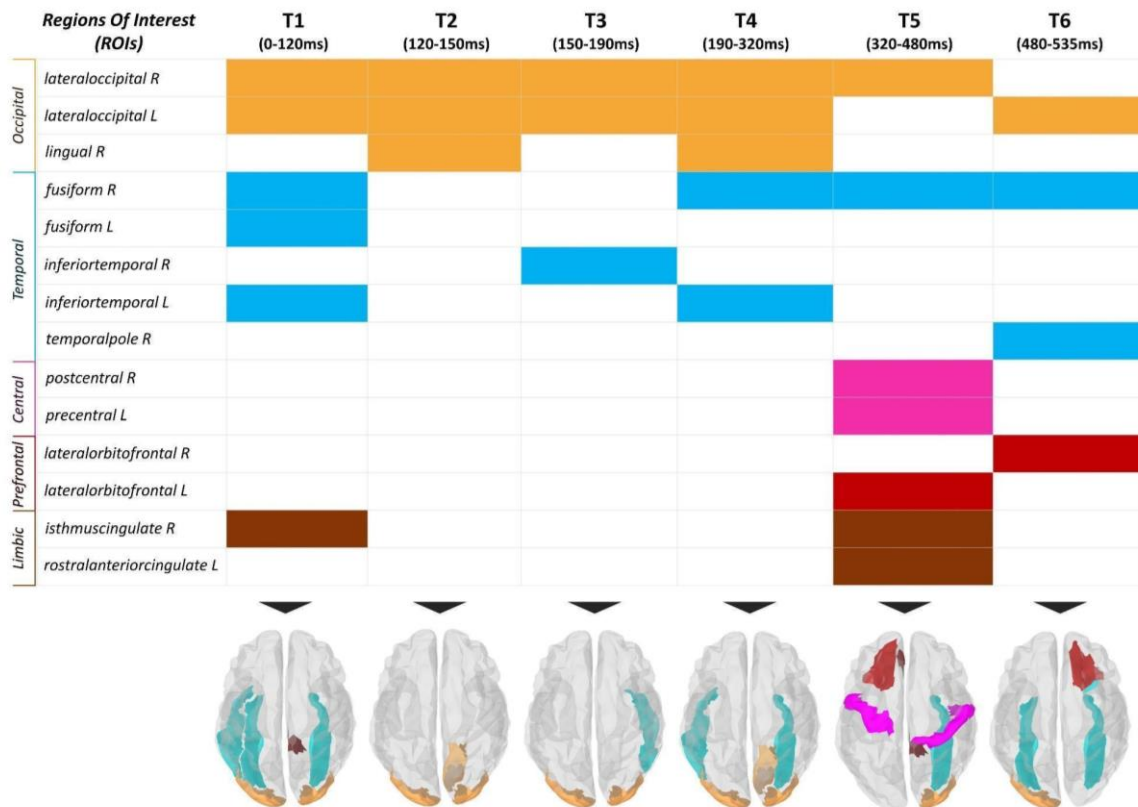 Regions Of Interest
(ROIs)
T1
(0-120ms)
T2
(120-150ms)
T3
(150-190ms)
T4
(190-320ms)
T5
(320-480ms)
T6
(480-535ms)
Occipital
lateraloccipital R
lateraloccipital L
lingual R
Temporal
fusiform R
fusiform L
inferiortemporal R
inferiortemporal L
temporalpole R
Central
postcentral R
precentral L
Prefrontal
lateralorbitofrontal R
lateralorbitofrontal L
Limbic
isthmuscingulate R
rostralanteriorcingulate L